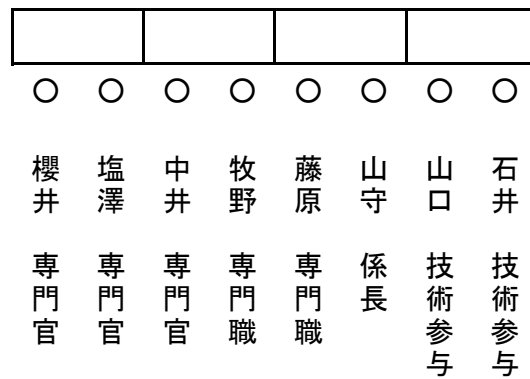 櫻井 専門官
塩澤 専門官
中井 専門官
牧野 専門職
藤原 専門職
山守 係長
山口 技術参与
石井 技術参与